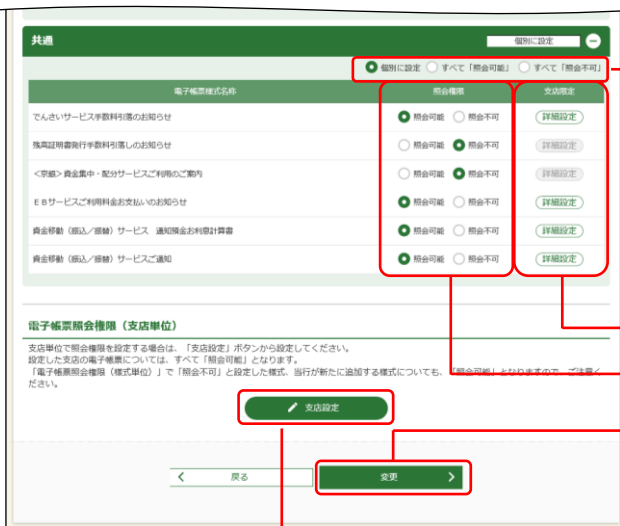 共通 個別に設定
個別に設定 すべて「照会可能」 すべて「照会不可」
電子帳票様式名称 照会権限 支店限定
でんさいサービス手数料引落のお知らせ 照会可能 照会不可 詳細設定
残高証明書発行手数料引落しのお知らせ 照会可能 照会不可 詳細設定
<京銀>資金集中・配分サービスご利用のご案内 照会可能 照会不可 詳細設定
EBサービスご利用料金お支払いのお知らせ 照会可能 照会不可 詳細設定
資金移動(振込/振替)サービス 通知預金お利息計算書 照会可能 照会不可 詳細設定
資金移動(振込/振替)サービスご通知 照会可能 照会不可 詳細設定
電子帳票照会権限(支店単位)
支店単位で照会権限を設定する場合は、「支店設定」ボタンから設定してください。
設定した支店の電子帳票については、すべて「照会可能」となります。
「電子帳票照会権限(様式単位)」で「照会不可」と設定した様式、当行が新たに追加する様式についても、「照会可能」となりますので、ご注意く
ださい。
支店設定
戻る 変更